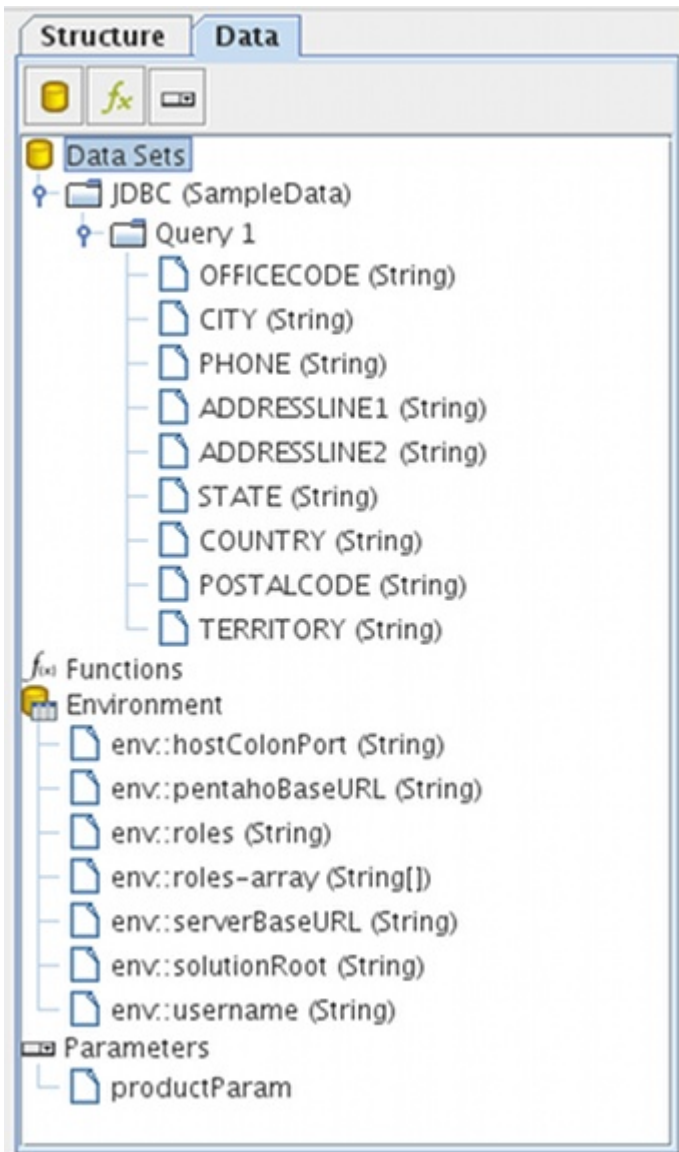 Structure Data
fx
Data Sets
JDBC (SampleData)
Query 1
OFFICECODE (String)
CITY (String)
PHONE (String)
ADDRESSLINE1 (String)
ADDRESSLINE2 (String)
STATE (String)
COUNTRY (String)
POSTALCODE (String)
TERRITORY (String)
f(x) Functions
Environment
env::hostColonPort (String)
env::pentahoBaseURL (String)
env::roles (String)
env::roles-array (String[])
env::serverBaseURL (String)
env::solutionRoot (String)
env::username (String)
Parameters
productParam